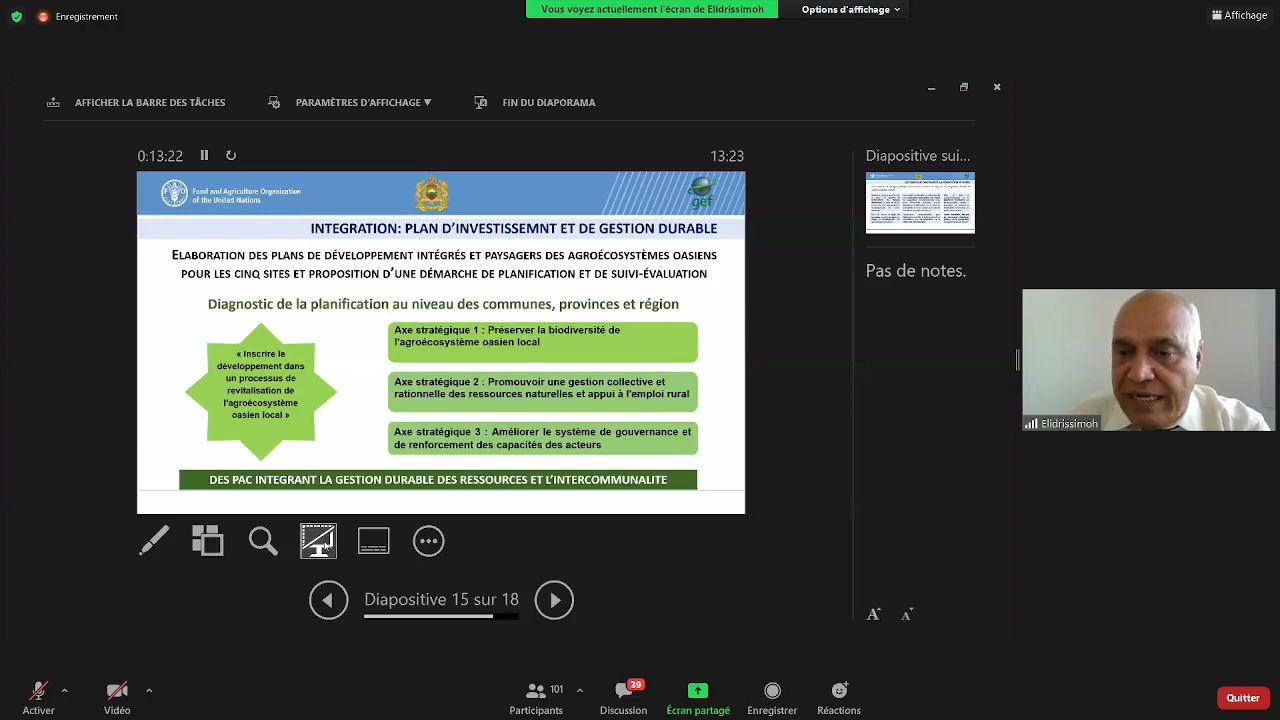 Enregistrement
Vous voyez actuellement l'écran de Elidrissimoh
Options d'affichage
Affichage
AFFICHER LA BARRE DES TÂCHES
PARAMÈTRES D'AFFICHAGE ▼
FIN DU DIAPORAMA
0:13:22
13:23
Diapositive sui...
Food and Agriculture Organization
of the United Nations
gef
INTEGRATION: PLAN D'INVESTISSEMNT ET DE GESTION DURABLE
ELABORATION DES PLANS DE DÉVELOPPEMENT INTÉGRÉS ET PAYSAGERS DES AGROÉCOSYSTÈMES OASIENS
POUR LES CINQ SITES ET PROPOSITION D'UNE DÉMARCHE DE PLANIFICATION ET DE SUIVI-ÉVALUATION
Diagnostic de la planification au niveau des communes, provinces et région
« Inscrire le
développement dans
un processus de
revitalisation de
l'agroécosystème
oasien local »
Axe stratégique 1 : Préserver la biodiversité de
l'agroécosystème oasien local
Axe stratégique 2 : Promouvoir une gestion collective et
rationnelle des ressources naturelles et appui à l'emploi rural
Axe stratégique 3 : Améliorer le système de gouvernance et
de renforcement des capacités des acteurs
DES PAC INTEGRANT LA GESTION DURABLE DES RESSOURCES ET L'INTERCOMMUNALITE
Pas de notes.
Elidrissimoh
Diapositive 15 sur 18
A A
Activer
Vidéo
101
Participants
39
Discussion
Écran partagé
Enregistrer
Réactions
Quitter